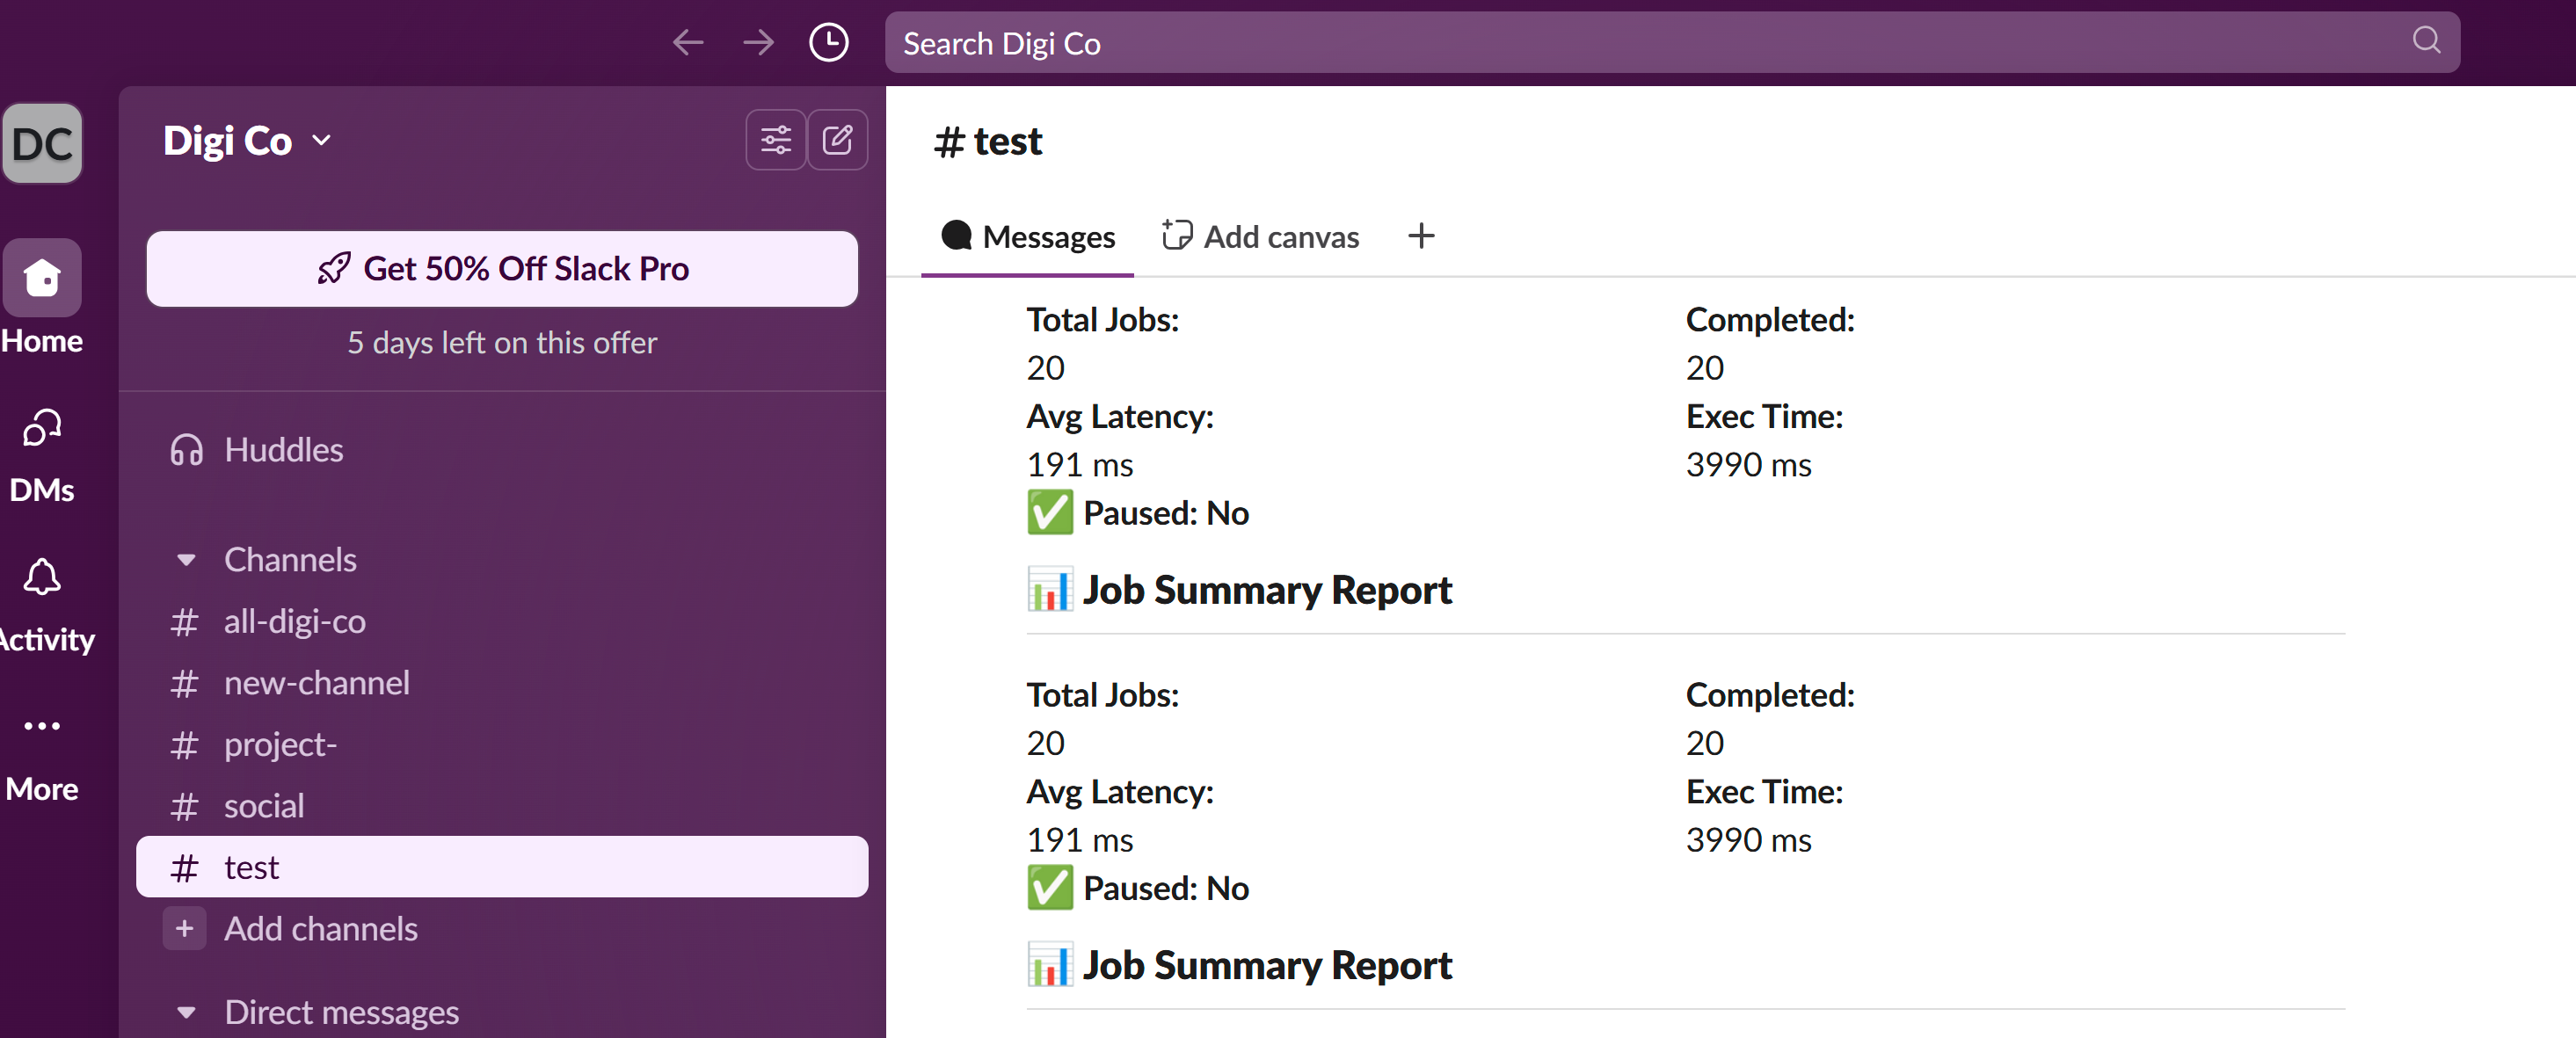 Search Digi Co
DC
Home
DMs
Activity
More
Digi Co
Get 50% Off Slack Pro
5 days left on this offer
Huddles
Channels
# all-digi-co
# new-channel
# project-
# social
# test
+ Add channels
Direct messages
# test
Messages
Add canvas
+
Total Jobs:
20
Completed:
20
Avg Latency:
191 ms
Exec Time:
3990 ms
Paused: No
Job Summary Report
Total Jobs:
20
Completed:
20
Avg Latency:
191 ms
Exec Time:
3990 ms
Paused: No
Job Summary Report